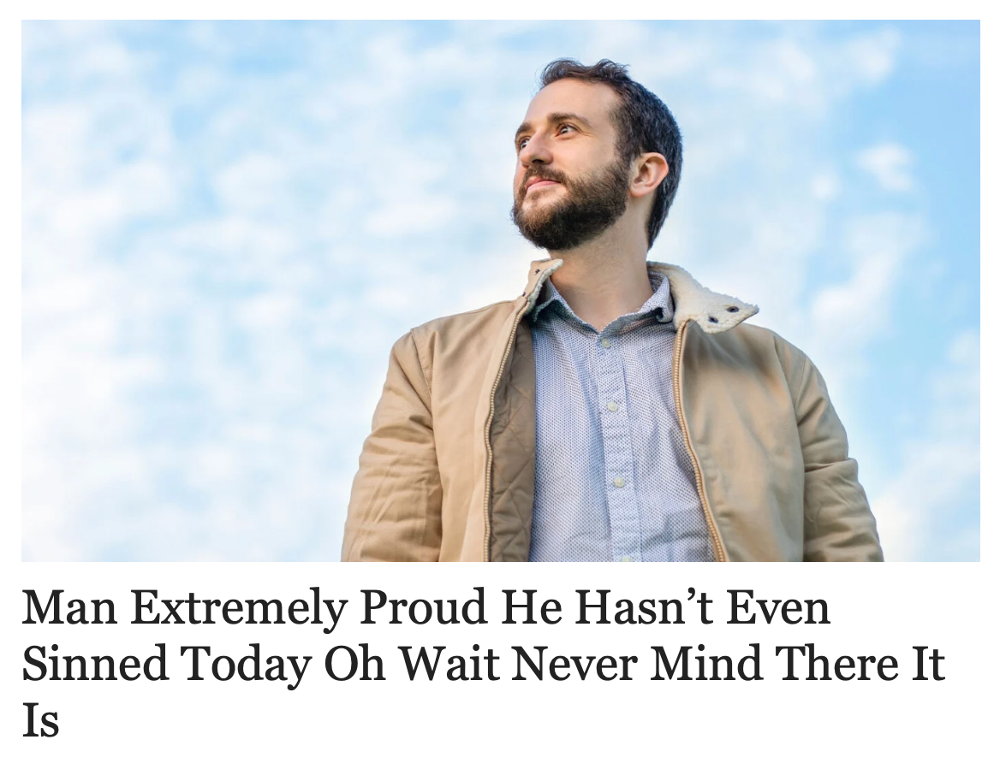 Man Extremely Proud He Hasn’t Even
Sinned Today Oh Wait Never Mind There It
Is